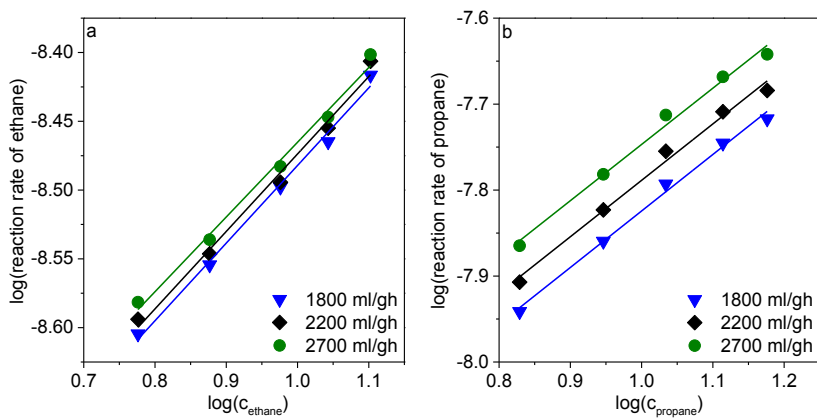 a
log(reaction rate of ethane)
-8.40
-8.45
-8.50
-8.55
-8.60
0.7 0.8 0.9 1.0 1.1
log(c_ethane)
1800 ml/gh
2200 ml/gh
2700 ml/gh
b
log(reaction rate of propane)
-7.6
-7.7
-7.8
-7.9
-8.0
0.8 0.9 1.0 1.1 1.2
log(c_propane)
1800 ml/gh
2200 ml/gh
2700 ml/gh